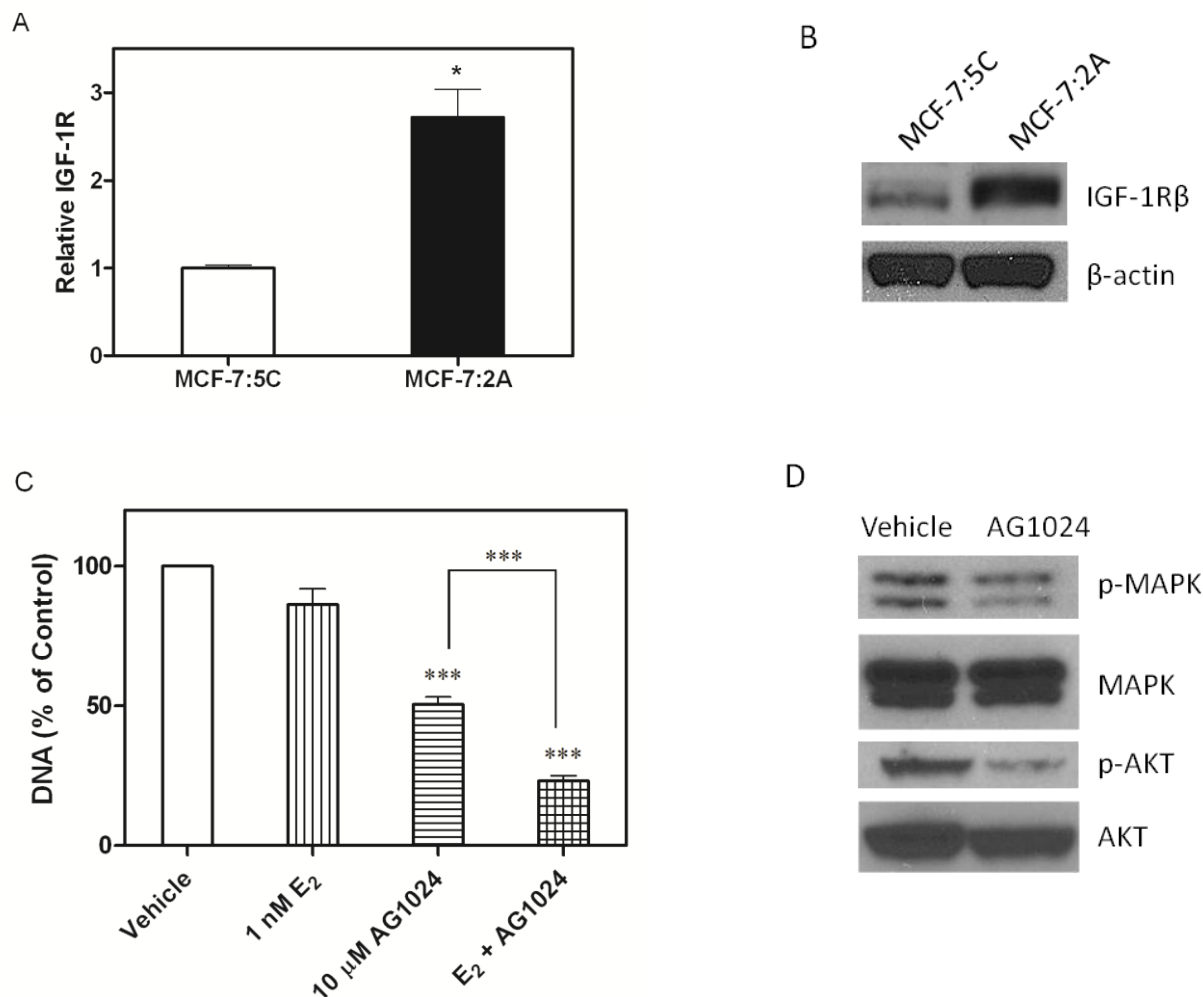 A
Relative IGF-1R
3
2
1
0
*
MCF-7:5C
MCF-7:2A
B
MCF-7:5C
MCF-7:2A
IGF-1Rβ
β-actin
C
DNA (% of Control)
100
50
0
***
***
***
Vehicle
1 nM E₂
10 μM AG1024
E₂ + AG1024
D
Vehicle AG1024
p-MAPK
MAPK
p-AKT
AKT